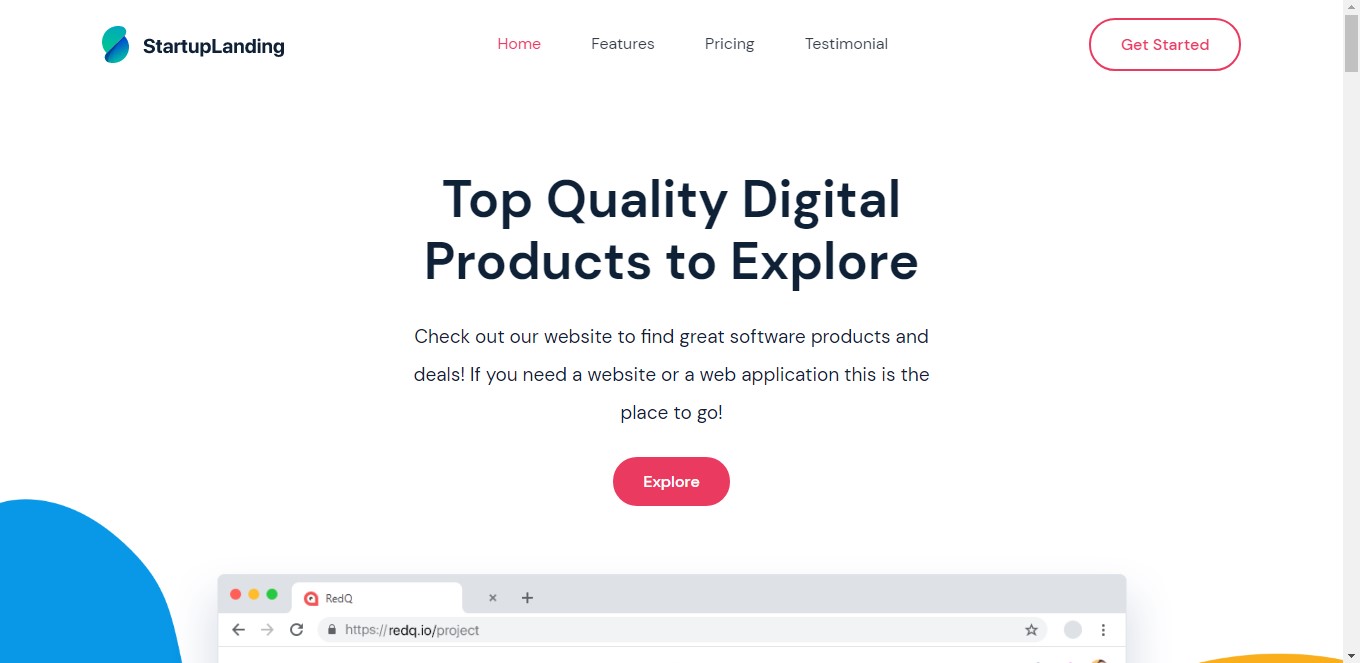 StartupLanding
Home
Features
Pricing
Testimonial
Get Started
Top Quality Digital
Products to Explore
Check out our website to find great software products and
deals! If you need a website or a web application this is the
place to go!
Explore
RedQ
https://redq.io/project